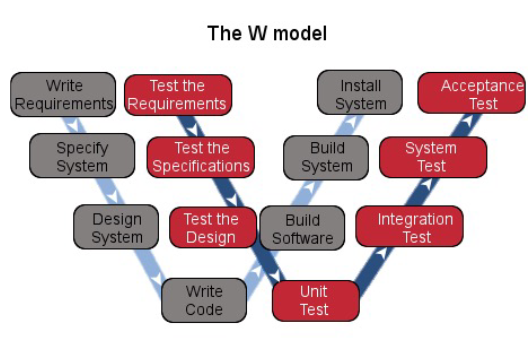 The W model
Write
Requirements
Test the
Requirements
Install
System
Acceptance
Test
Specify
System
Test the
Specifications
Build
System
System
Test
Design
System
Test the
Design
Build
Software
Integration
Test
Write
Code
Unit
Test